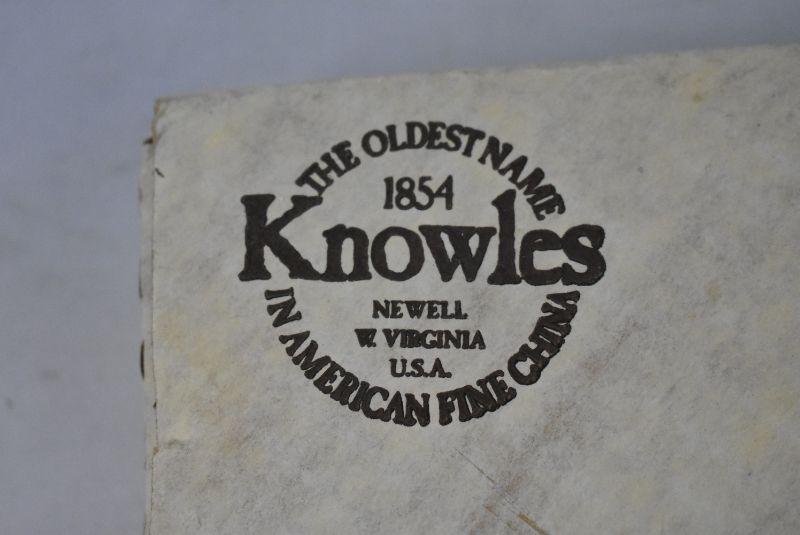 THE OLDEST NAME
1854
Knowles
NEWELL
W. VIRGINIA
U.S.A.
IN AMERICAN FINE CHINA